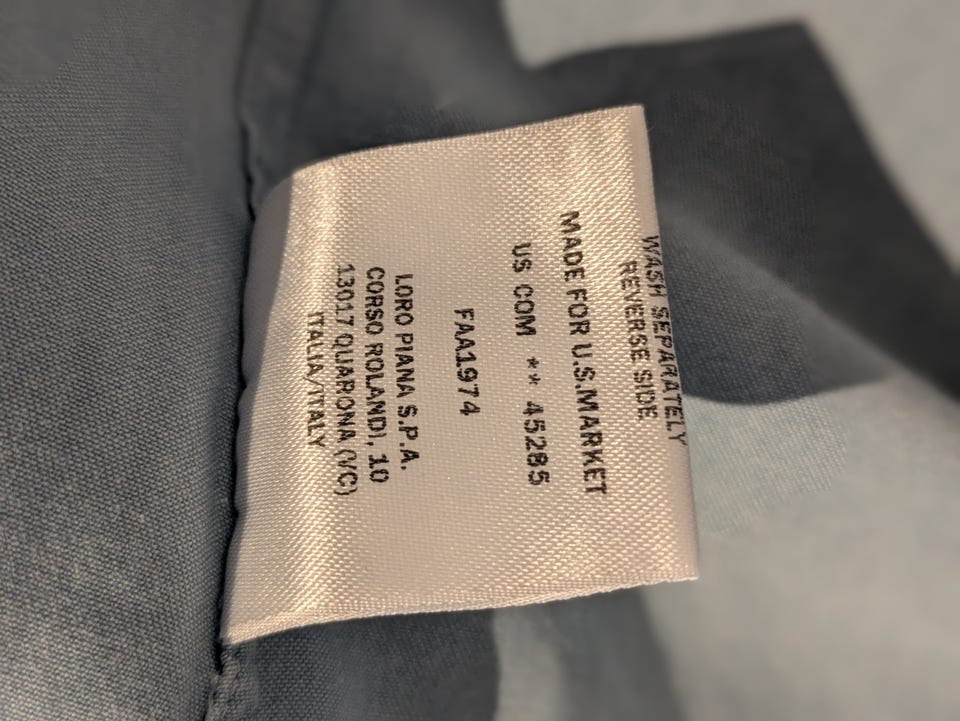 WASH SEPARATELY
REVERSE SIDE
MADE FOR U.S.MARKET
US COM ** 45285
FAA1974
LORO PIANA S.P.A.
CORSO ROLANDI, 10
13017 QUARONA (VC)
ITALIA/ITALY